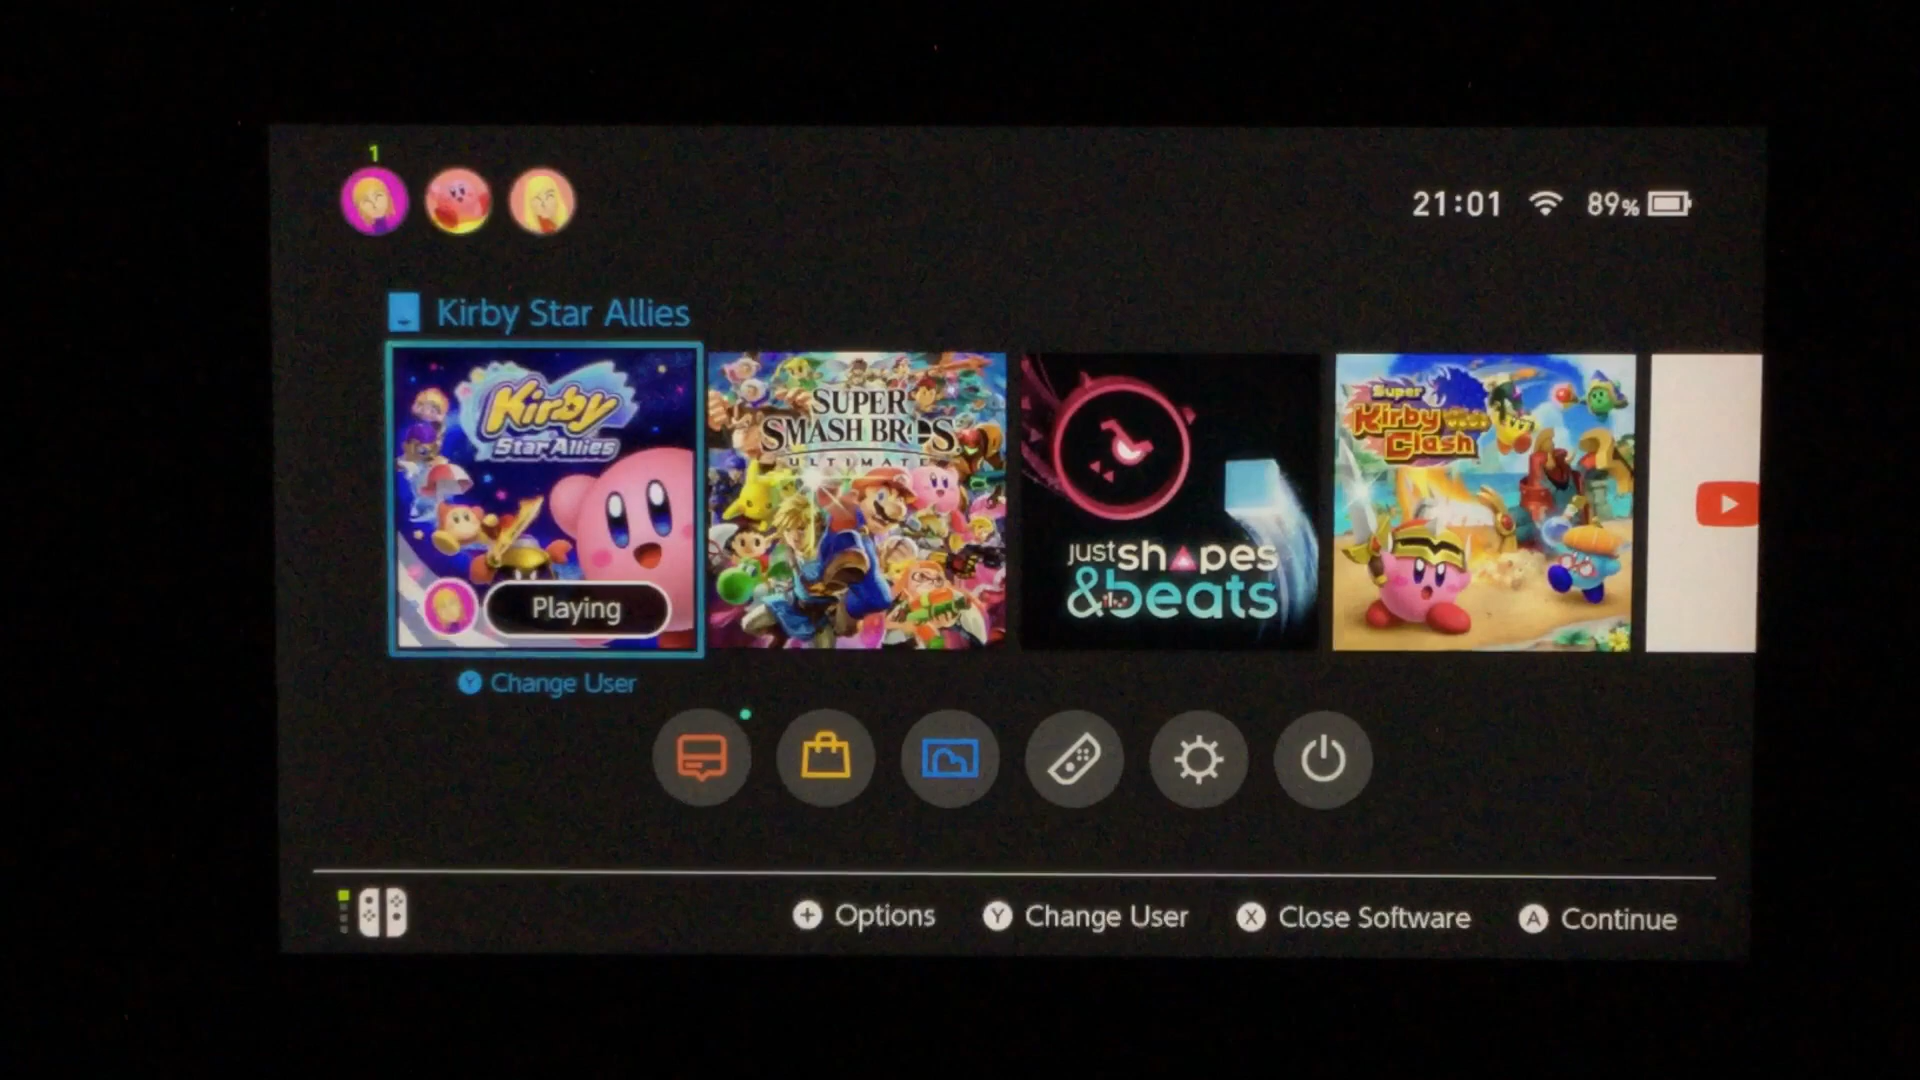 1
21:01 89%
Kirby Star Allies
Kirby
Star Allies
Playing
SUPER
SMASH BROS.
ULTIMATE
just shapes
&beats
Super
Kirby
Clash
Y Change User
+ Options Y Change User X Close Software A Continue